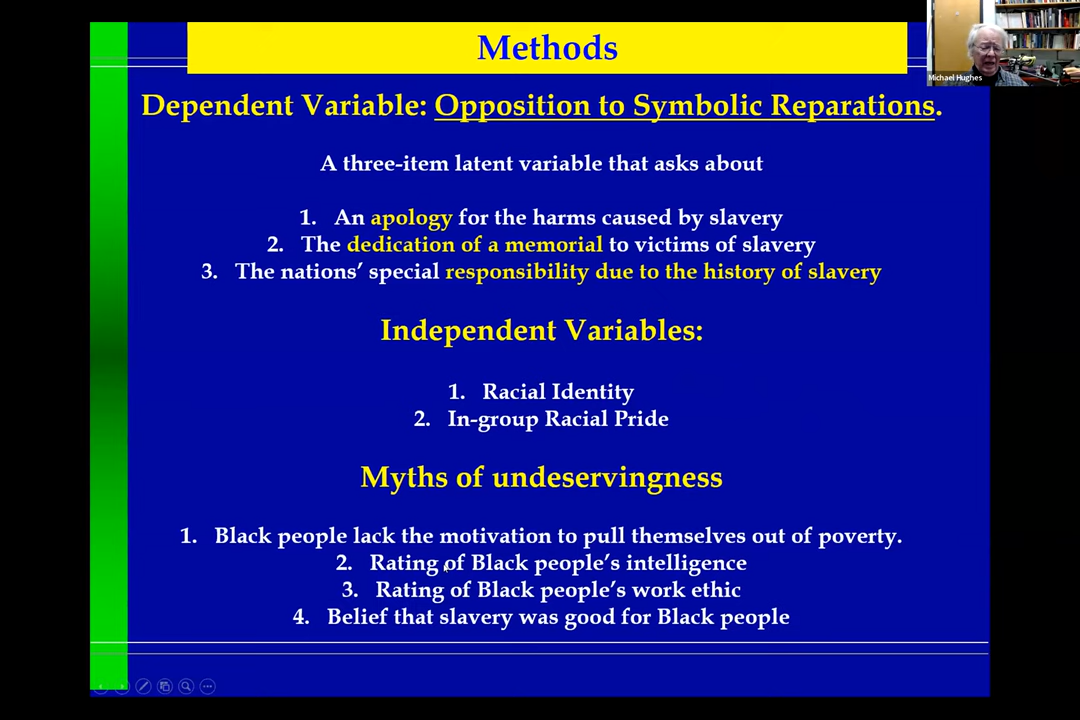 Methods
Michael Hughes
Dependent Variable: Opposition to Symbolic Reparations.
A three-item latent variable that asks about
1. An apology for the harms caused by slavery
2. The dedication of a memorial to victims of slavery
3. The nations’ special responsibility due to the history of slavery
Independent Variables:
1. Racial Identity
2. In-group Racial Pride
Myths of undeservingness
1. Black people lack the motivation to pull themselves out of poverty.
2. Rating of Black people’s intelligence
3. Rating of Black people’s work ethic
4. Belief that slavery was good for Black people